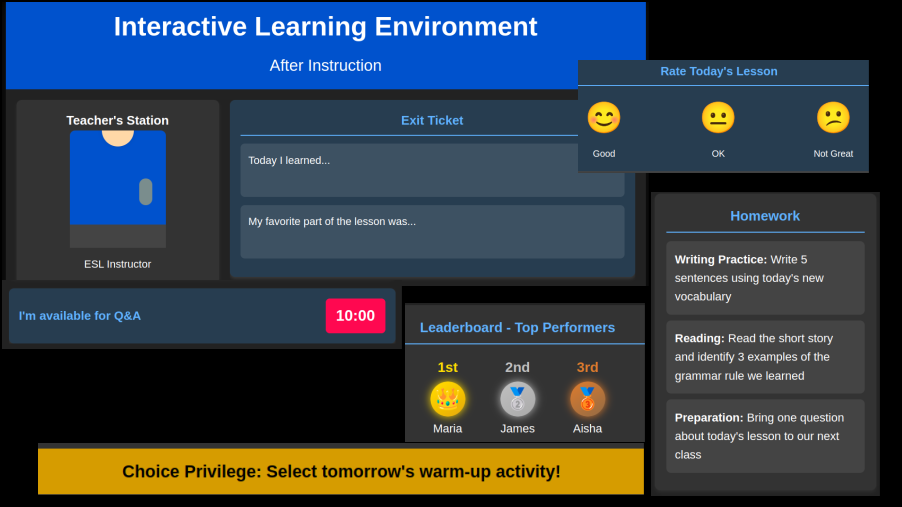 Interactive Learning Environment
After Instruction
Rate Today's Lesson
Good
OK
Not Great
Teacher's Station
ESL Instructor
Exit Ticket
Today I learned...
My favorite part of the lesson was...
I'm available for Q&A
10:00
Leaderboard - Top Performers
1st
2nd
3rd
2
3
Maria
James
Aisha
Homework
Writing Practice: Write 5
sentences using today's new
vocabulary
Reading: Read the short story
and identify 3 examples of the
grammar rule we learned
Preparation: Bring one question
about today's lesson to our next
class
Choice Privilege: Select tomorrow's warm-up activity!